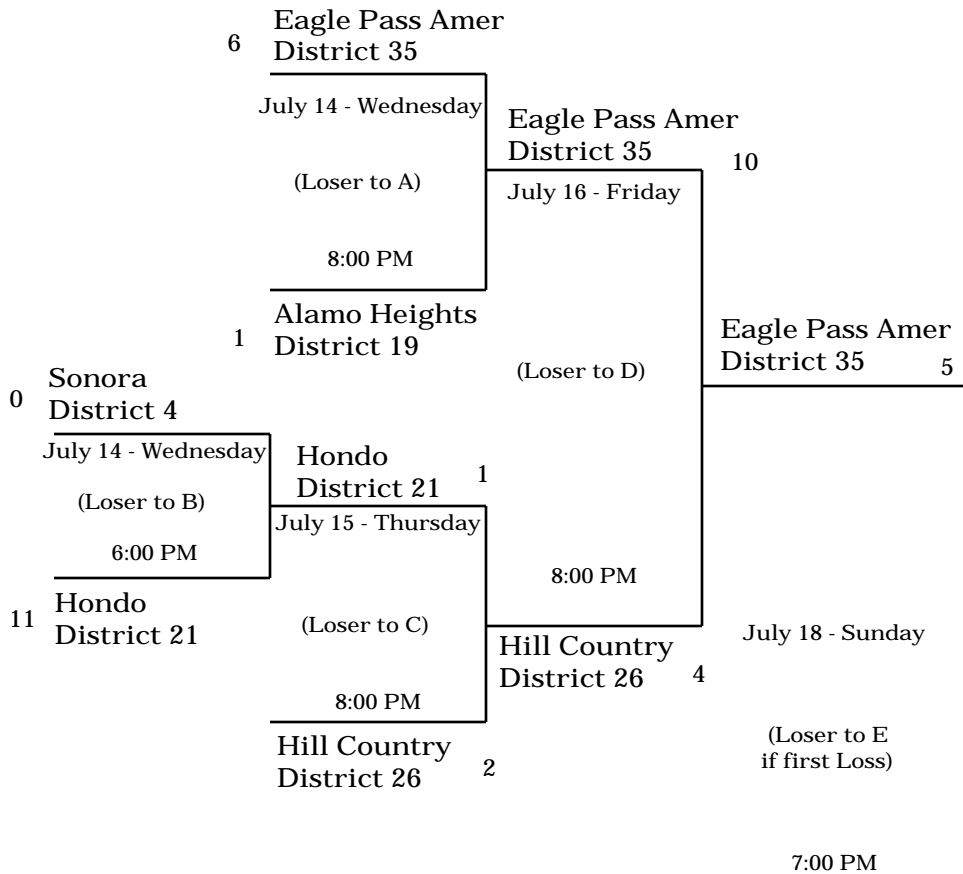 Eagle Pass Amer
6
District 35
July 14 - Wednesday
Eagle Pass Amer
District 35
10
(Loser to A)
July 16 - Friday
8:00 PM
Alamo Heights
1
District 19
Eagle Pass Amer
District 35
5
(Loser to D)
Sonora
0
District 4
July 14 - Wednesday
Hondo
1
District 21
(Loser to B)
July 15 - Thursday
6:00 PM
8:00 PM
Hondo
11
District 21
(Loser to C)
July 18 - Sunday
Hill Country
District 26
4
8:00 PM
(Loser to E
if first Loss)
Hill Country
District 26
2
7:00 PM